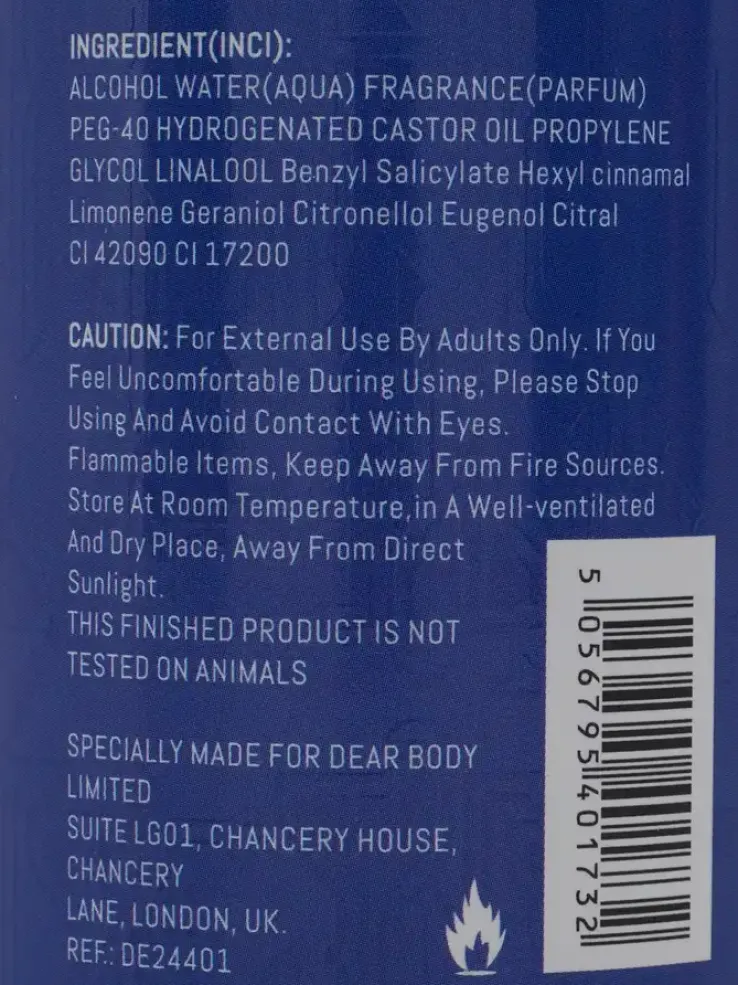 INGREDIENT(INCI):
ALCOHOL WATER(AQUA) FRAGRANCE(PARFUM)
PEG-40 HYDROGENATED CASTOR OIL PROPYLENE
GLYCOL LINALOOL Benzyl Salicylate Hexyl cinnamal
Limonene Geraniol Citronellol Eugenol Citral
CI 42090 CI 17200
CAUTION: For External Use By Adults Only. If You
Feel Uncomfortable During Using, Please Stop
Using And Avoid Contact With Eyes.
Flammable Items, Keep Away From Fire Sources.
Store At Room Temperature,in A Well-ventilated
And Dry Place, Away From Direct
Sunlight.
THIS FINISHED PRODUCT IS NOT
TESTED ON ANIMALS
SPECIALLY MADE FOR DEAR BODY
LIMITED
SUITE LG01, CHANCERY HOUSE,
CHANCERY
LANE, LONDON, UK.
REF.: DE24401
5 056795 401732